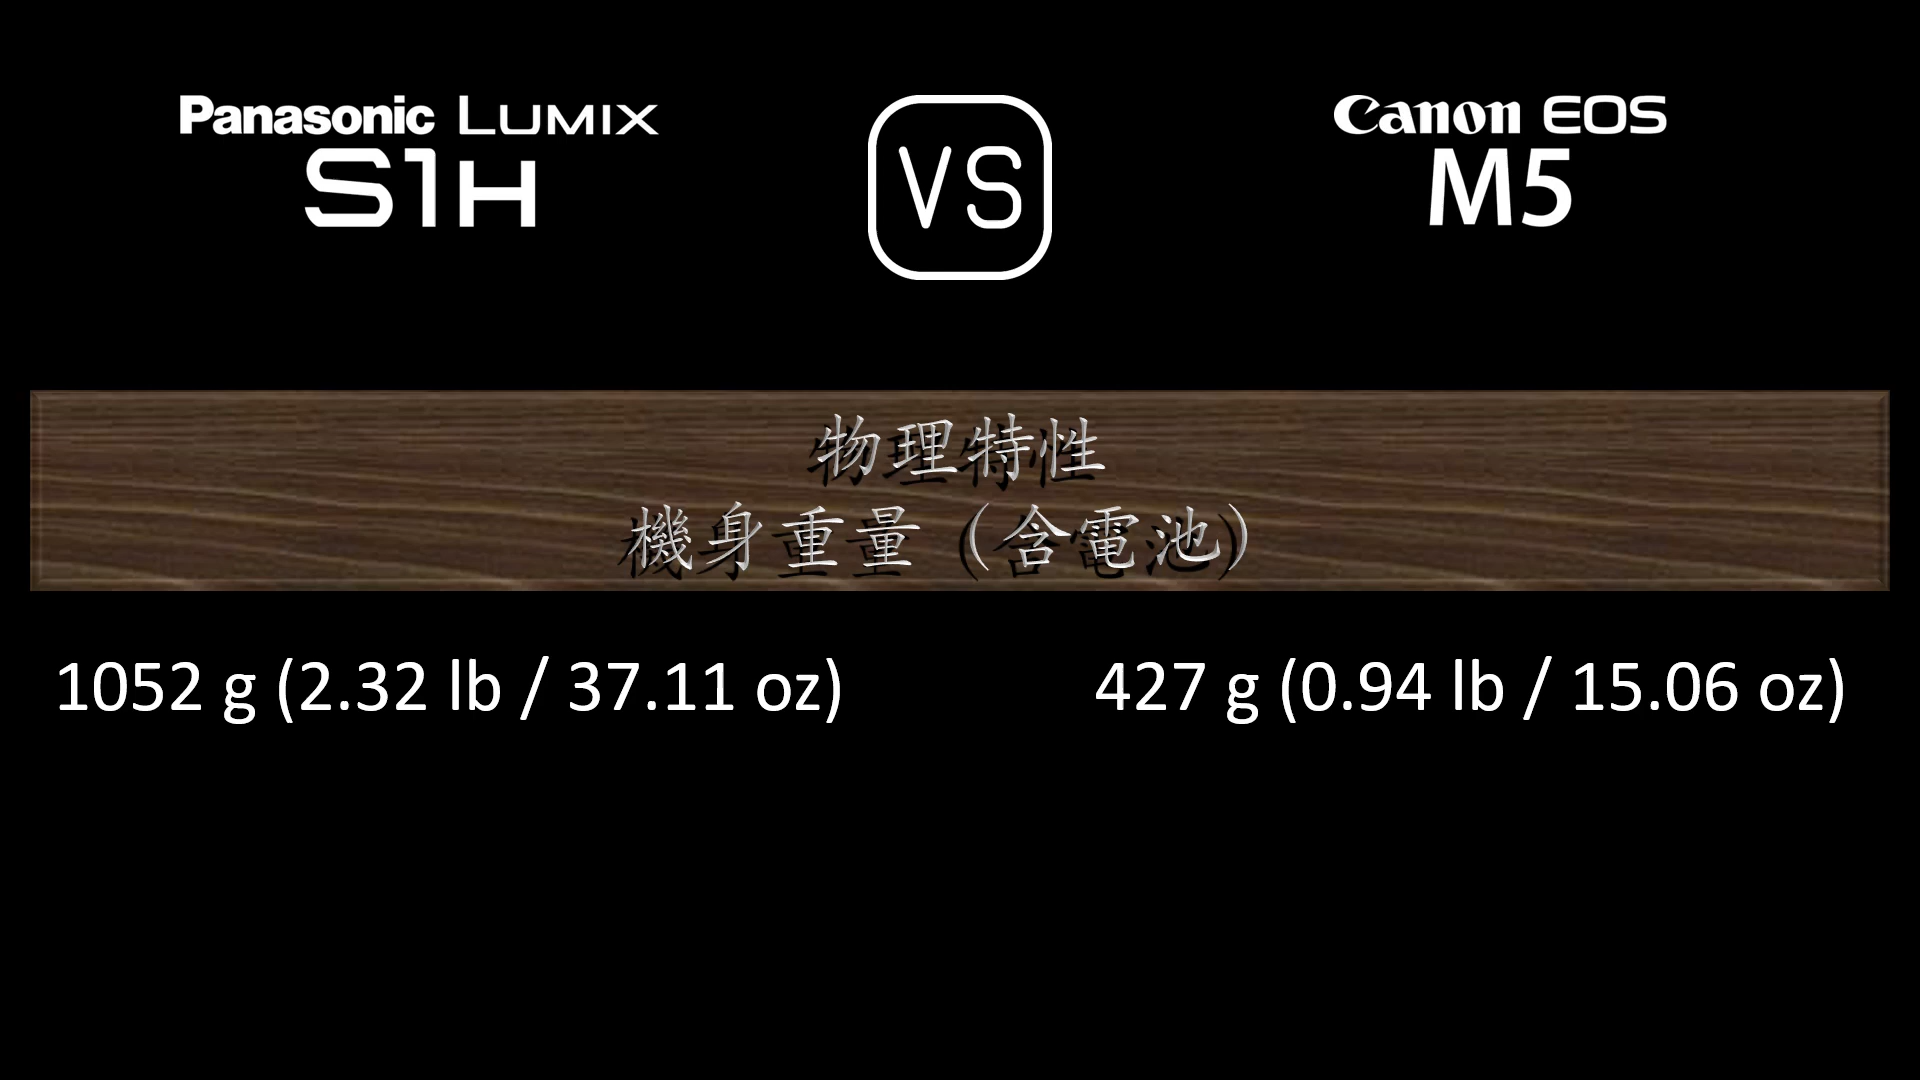 Panasonic LUMIX
S1H
VS
Canon EOS
M5
物理特性
機身重量（含電池）
1052 g (2.32 lb / 37.11 oz)
427 g (0.94 lb / 15.06 oz)